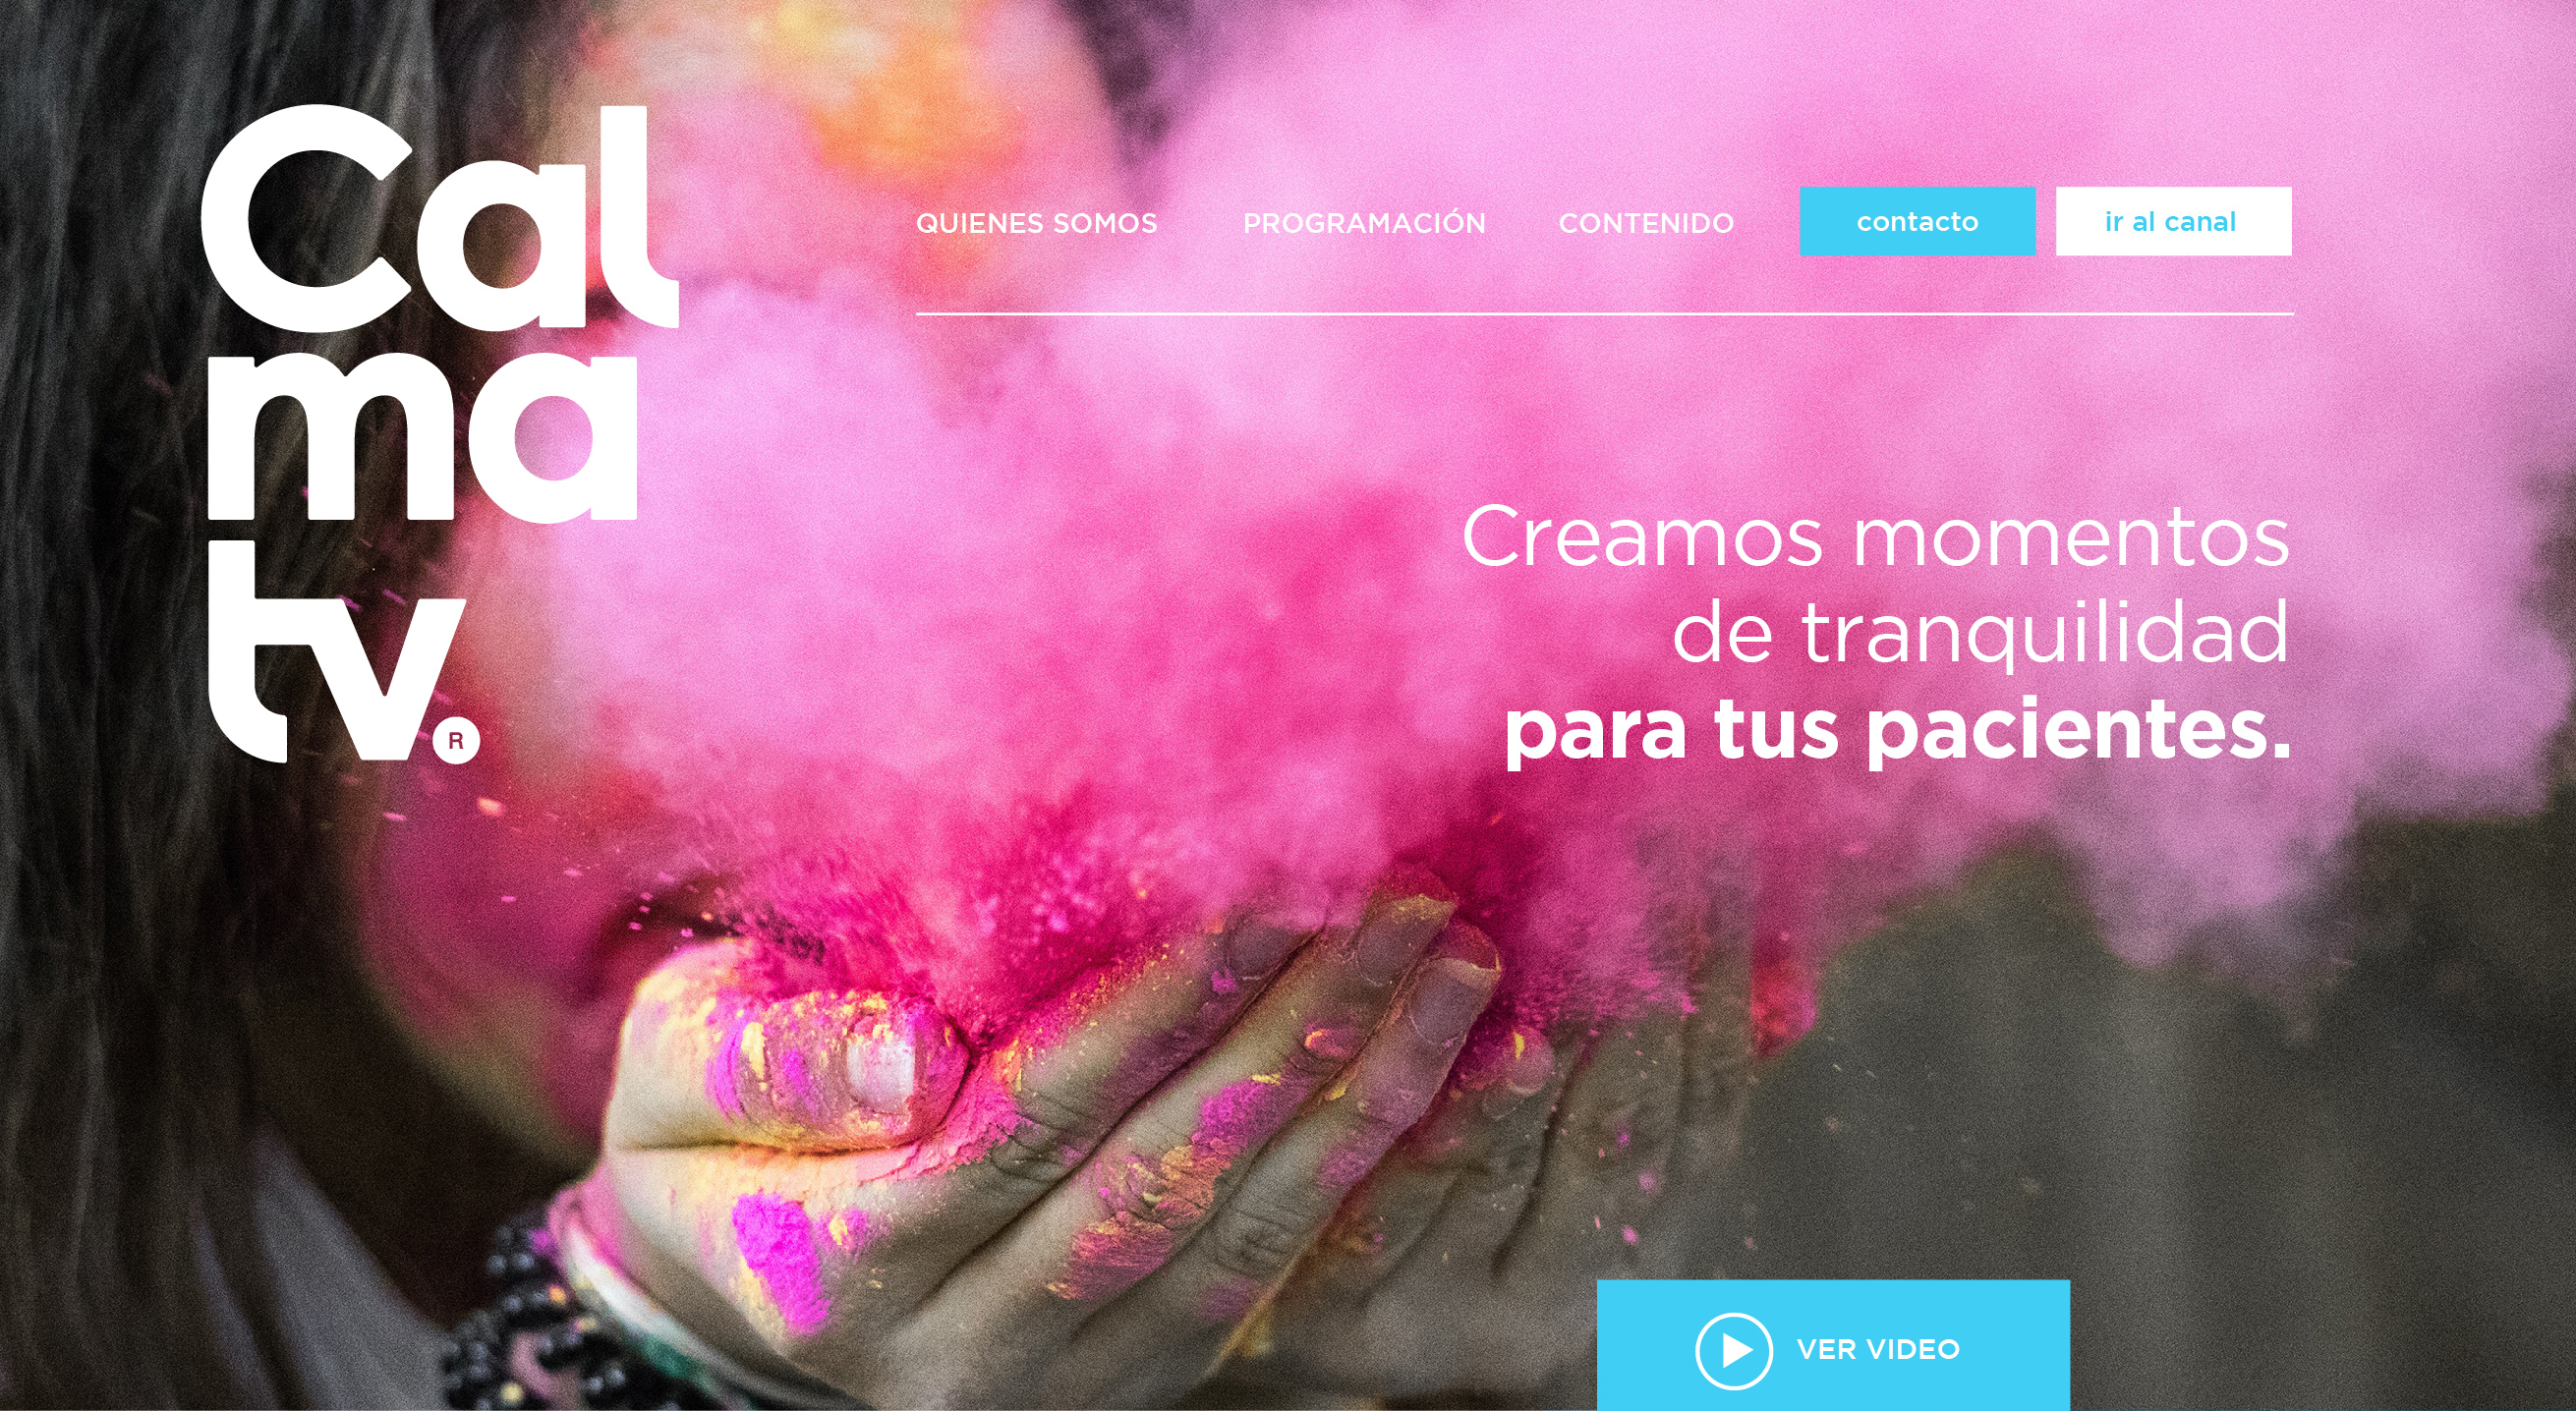 Cal
ma
tv.
R
QUIENES SOMOS PROGRAMACIÓN CONTENIDO contacto ir al canal
Creamos momentos
de tranquilidad
para tus pacientes.
VER VIDEO